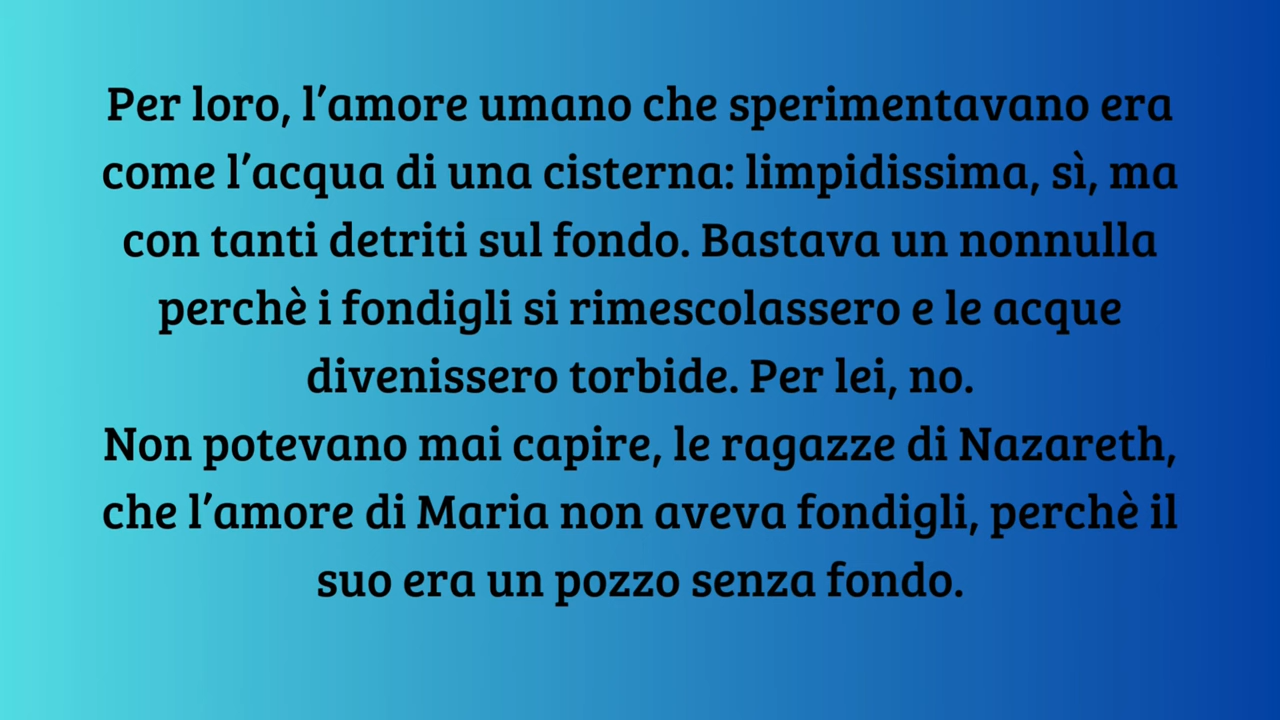 Per loro, l’amore umano che sperimentavano era
come l’acqua di una cisterna: limpidissima, sì, ma
con tanti detriti sul fondo. Bastava un nonnulla
perchè i fondigli si rimescolassero e le acque
divenissero torbide. Per lei, no.
Non potevano mai capire, le ragazze di Nazareth,
che l’amore di Maria non aveva fondigli, perchè il
suo era un pozzo senza fondo.